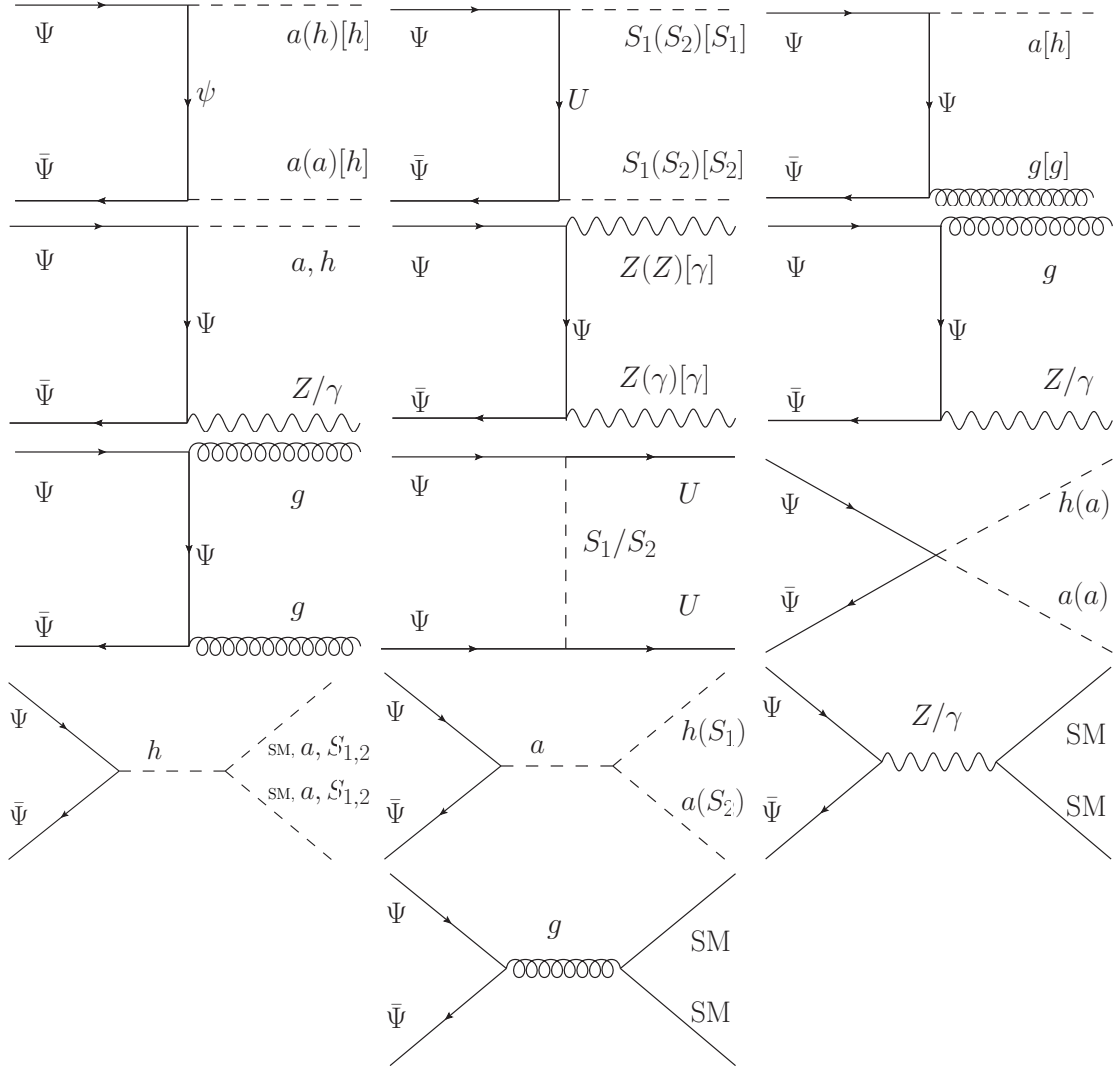 Ψ a(h)[h]
ψ
Ψ̄ a(a)[h]
Ψ S₁(S₂)[S₁]
U
Ψ̄ S₁(S₂)[S₂]
Ψ a[h]
Ψ
Ψ̄ g[g]
Ψ a, h
Ψ
Ψ̄ Z/γ
Ψ Z(Z)[γ]
Ψ
Ψ̄ Z(γ)[γ]
Ψ g
Ψ
Ψ̄ Z/γ
Ψ g
Ψ
Ψ̄ g
Ψ U
S₁/S₂
Ψ U
Ψ h(a)
Ψ̄ a(a)
Ψ h SM, a, S₁,₂
Ψ̄ SM, a, S₁,₂
Ψ a h(S₁)
Ψ̄ a(S₂)
Ψ Z/γ SM
Ψ̄ SM
Ψ g SM
Ψ̄ SM